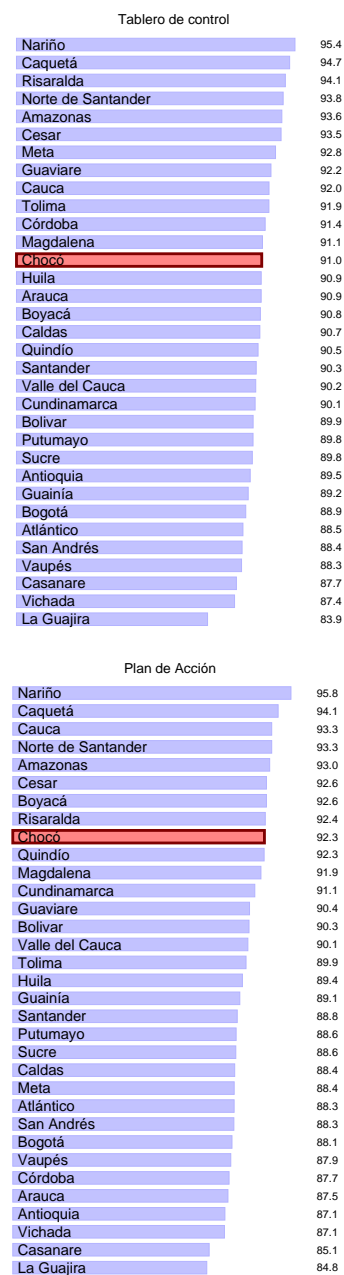 Tablero de control
Nariño 95.4
Caquetá 94.7
Risaralda 94.1
Norte de Santander 93.8
Amazonas 93.6
Cesar 93.5
Meta 92.8
Guaviare 92.2
Cauca 92.0
Tolima 91.9
Córdoba 91.4
Magdalena 91.1
Chocó 91.0
Huila 90.9
Arauca 90.9
Boyacá 90.8
Caldas 90.7
Quindío 90.5
Santander 90.3
Valle del Cauca 90.2
Cundinamarca 90.1
Bolivar 89.9
Putumayo 89.8
Sucre 89.8
Antioquia 89.5
Guainía 89.2
Bogotá 88.9
Atlántico 88.5
San Andrés 88.4
Vaupés 88.3
Casanare 87.7
Vichada 87.4
La Guajira 83.9
Plan de Acción
Nariño 95.8
Caquetá 94.1
Cauca 93.3
Norte de Santander 93.3
Amazonas 93.0
Cesar 92.6
Boyacá 92.6
Risaralda 92.4
Chocó 92.3
Quindío 92.3
Magdalena 91.9
Cundinamarca 91.1
Guaviare 90.4
Bolivar 90.3
Valle del Cauca 90.1
Tolima 89.9
Huila 89.4
Guainía 89.1
Santander 88.8
Putumayo 88.6
Sucre 88.6
Caldas 88.4
Meta 88.4
Atlántico 88.3
San Andrés 88.3
Bogotá 88.1
Vaupés 87.9
Córdoba 87.7
Arauca 87.5
Antioquia 87.1
Vichada 87.1
Casanare 85.1
La Guajira 84.8